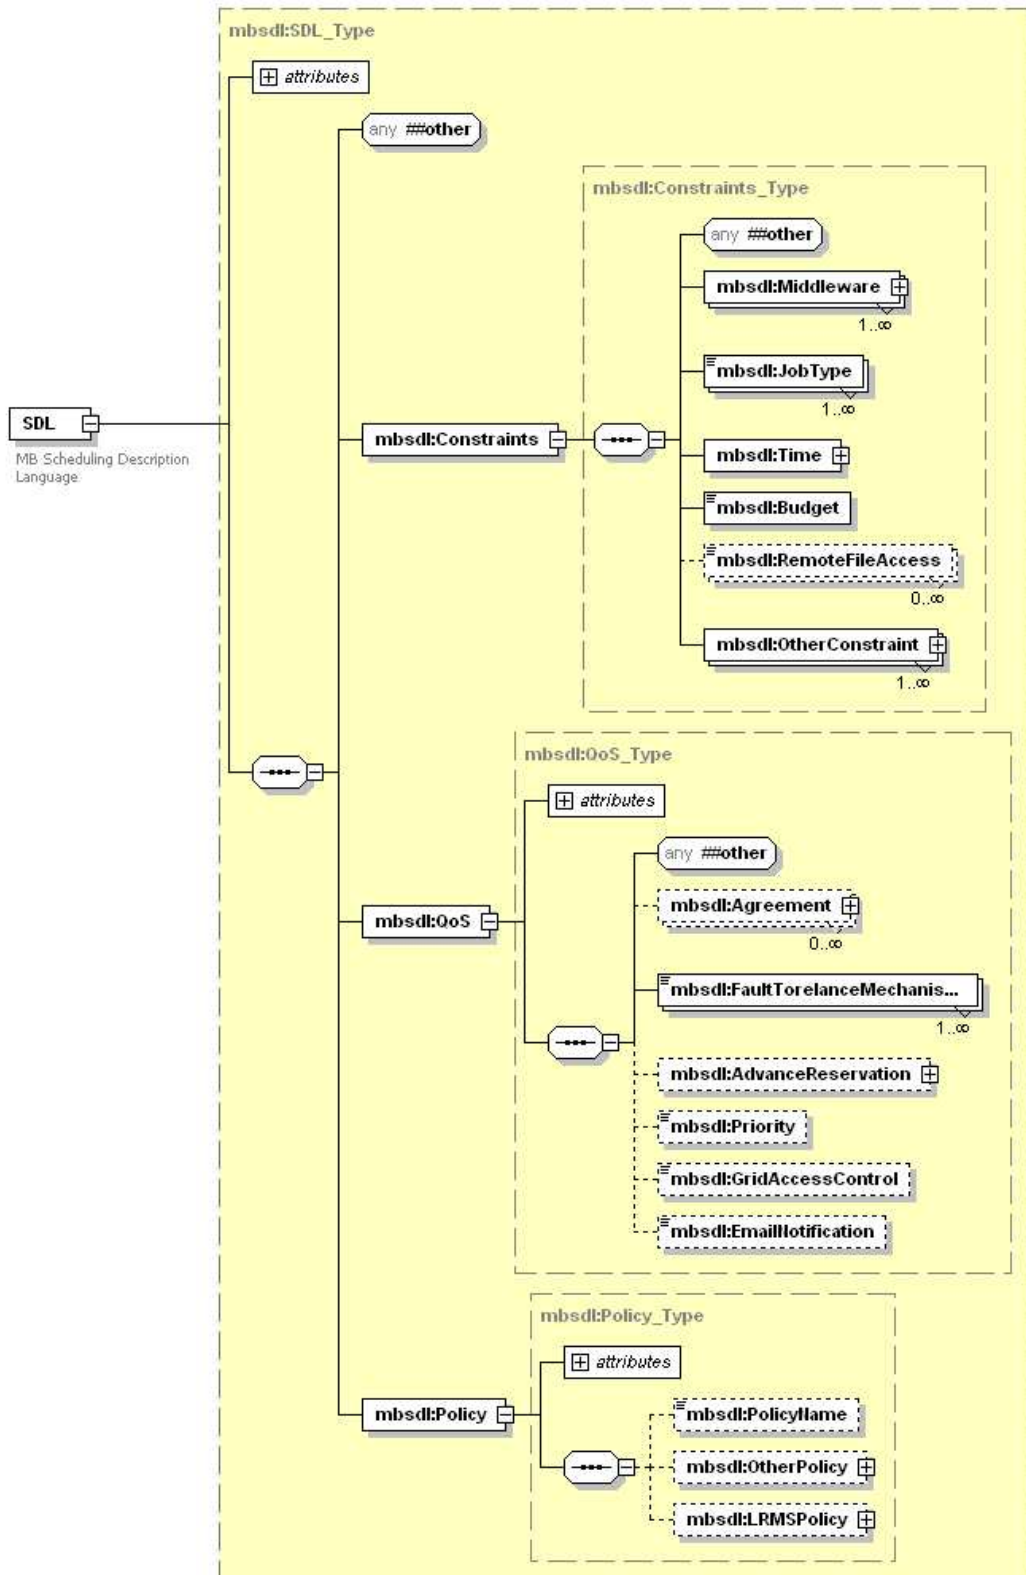 mbsdl:SDL_Type
attributes
any ##other
mbsdl:Constraints_Type
any ##other
mbsdl:Middleware
1..∞
mbsdl:JobType
1..∞
SDL
MB Scheduling Description
Language
mbsdl:Constraints
mbsdl:Time
mbsdl:Budget
mbsdl:RemoteFileAccess
0..∞
mbsdl:OtherConstraint
1..∞
mbsdl:QoS_Type
attributes
any ##other
mbsdl:QoS
mbsdl:Agreement
0..∞
mbsdl:FaultTorelanceMechanis...
1..∞
mbsdl:AdvanceReservation
mbsdl:Priority
mbsdl:GridAccessControl
mbsdl:EmailNotification
mbsdl:Policy_Type
attributes
mbsdl:Policy
mbsdl:PolicyName
mbsdl:OtherPolicy
mbsdl:LRMSPolicy